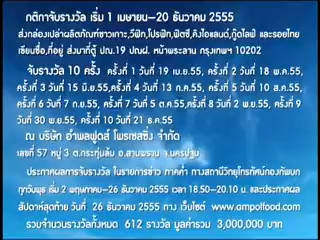 กติกาจับรางวัล เริ่ม 1 เมษายน-20 ธันวาคม 2555
ส่งกล่องเปล่าผลิตภัณฑ์ชาวเกาะ,วีฟิท,โปรฟิท,ฟิตซี่,คิงไอแลนด์,กู๊ดไลฟ์ และรอยไทย
เขียนชื่อ,ที่อยู่ ส่งมาที่ตู้ ปณ.19 ปณฝ. หน้าพระลาน กรุงเทพฯ 10202
จับรางวัล 10 ครั้ง ครั้งที่ 1 วันที่ 19 เม.ย.55, ครั้งที่ 2 วันที่ 18 พ.ค.55,
ครั้งที่ 3 วันที่ 15 มิ.ย.55, ครั้งที่ 4 วันที่ 13 ก.ค.55, ครั้งที่ 5 วันที่ 10 ส.ค.55,
ครั้งที่ 6 วันที่ 7 ก.ย.55, ครั้งที่ 7 วันที่ 5 ต.ค.55, ครั้งที่ 8 วันที่ 2 พ.ย.55, ครั้งที่ 9
วันที่ 30 พ.ย.55, ครั้งที่ 10 วันที่ 21 ธ.ค.55
ณ บริษัท อำพลฟูดส์ โพรเซสซิ่ง จำกัด
เลขที่ 57 หมู่ 3 ต.กระทุ่มล้ม อ.สามพราน จ.นครปฐม
ประกาศผลการจับรางวัล ในรายการข่าว ภาคค่ำ ทางสถานีวิทยุโทรทัศน์กองทัพบก
ทุกวันพุธ เริ่ม 2 พฤษภาคม-26 ธันวาคม 2555 เวลา 18.50-20.10 น. และประกาศผล
สัปดาห์สุดท้าย วันที่ 26 ธันวาคม 2555 ทาง เว็บไซต์ www.ampolfood.com
รวมจำนวนรางวัลทั้งหมด 612 รางวัล มูลค่ารวม 3,000,000 บาท